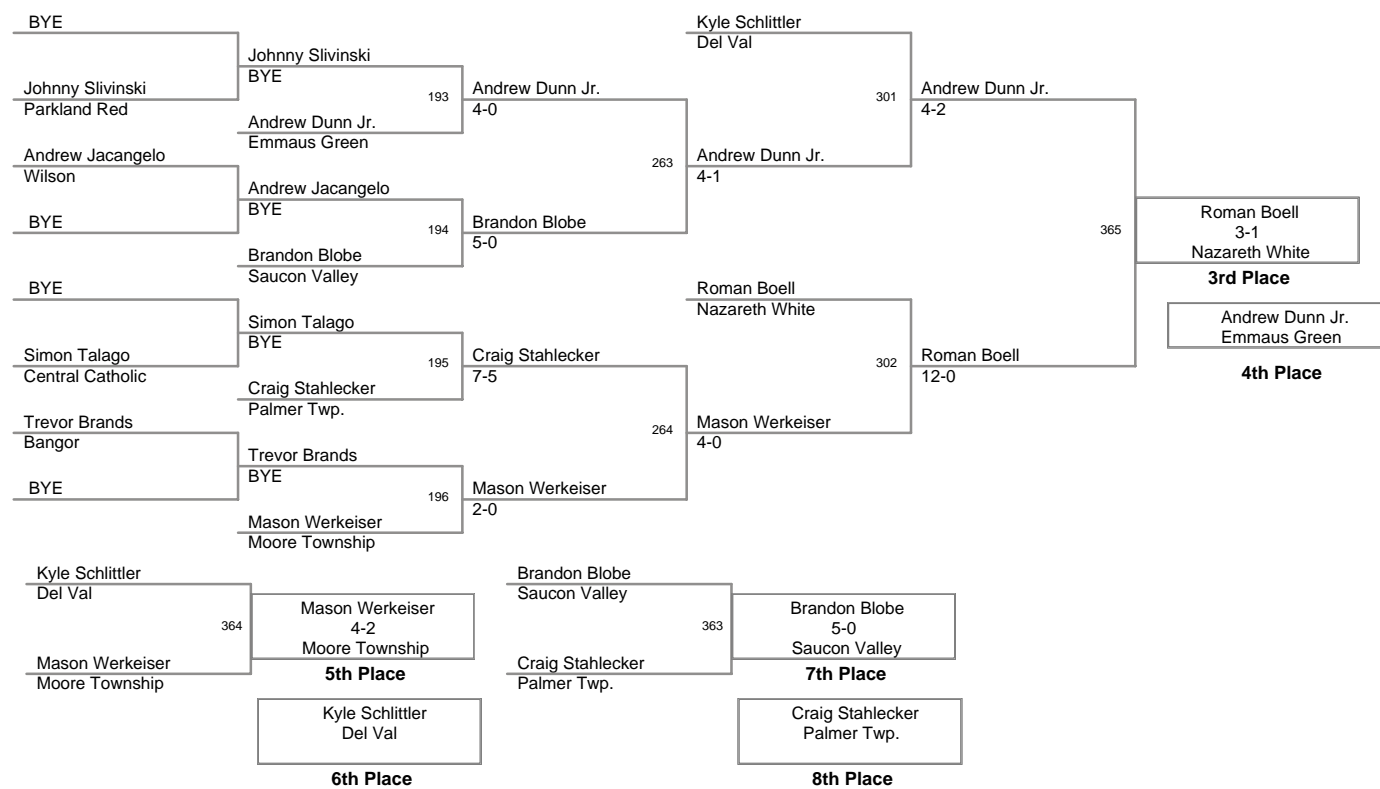 BYE
Johnny Slivinski
BYE
Johnny Slivinski
Parkland Red
193
Andrew Dunn Jr.
4-0
Andrew Dunn Jr.
Emmaus Green
Andrew Jacangelo
Wilson
Andrew Jacangelo
BYE
BYE
194
Brandon Blobe
5-0
Brandon Blobe
Saucon Valley
263
Andrew Dunn Jr.
4-1
Kyle Schlittler
Del Val
301
Andrew Dunn Jr.
4-2
BYE
Simon Talago
BYE
Simon Talago
Central Catholic
195
Craig Stahlecker
7-5
Craig Stahlecker
Palmer Twp.
Trevor Brands
Bangor
Trevor Brands
BYE
BYE
196
Mason Werkeiser
2-0
Mason Werkeiser
Moore Township
264
Mason Werkeiser
4-0
Roman Boell
Nazareth White
302
Roman Boell
12-0
365
Roman Boell
3-1
Nazareth White
3rd Place
Andrew Dunn Jr.
Emmaus Green
4th Place
Kyle Schlittler
Del Val
364
Mason Werkeiser
Moore Township
Mason Werkeiser
4-2
Moore Township
5th Place
Kyle Schlittler
Del Val
6th Place
Brandon Blobe
Saucon Valley
363
Craig Stahlecker
Palmer Twp.
Brandon Blobe
5-0
Saucon Valley
7th Place
Craig Stahlecker
Palmer Twp.
8th Place